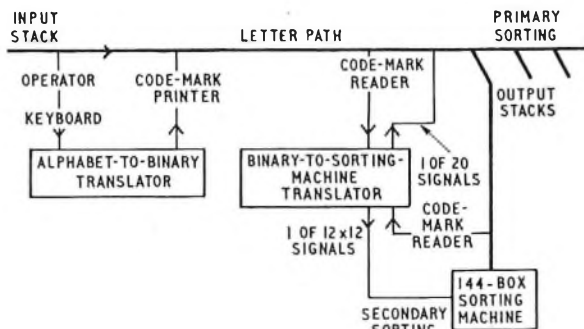 INPUT
STACK
LETTER PATH
PRIMARY
SORTING
OPERATOR
KEYBOARD
CODE-MARK
PRINTER
CODE-MARK
READER
OUTPUT
STACKS
ALPHABET-TO-BINARY
TRANSLATOR
BINARY-TO-SORTING-
MACHINE
TRANSLATOR
1 OF 20
SIGNALS
1 OF 12x12
SIGNALS
CODE-
MARK
READER
144-BOX
SORTING
MACHINE
SECONDARY
SORTING